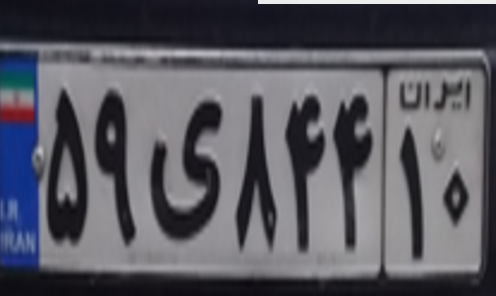 ۵۹ ی ۸۴۴
ایران
۱۰
I.R.
IRAN